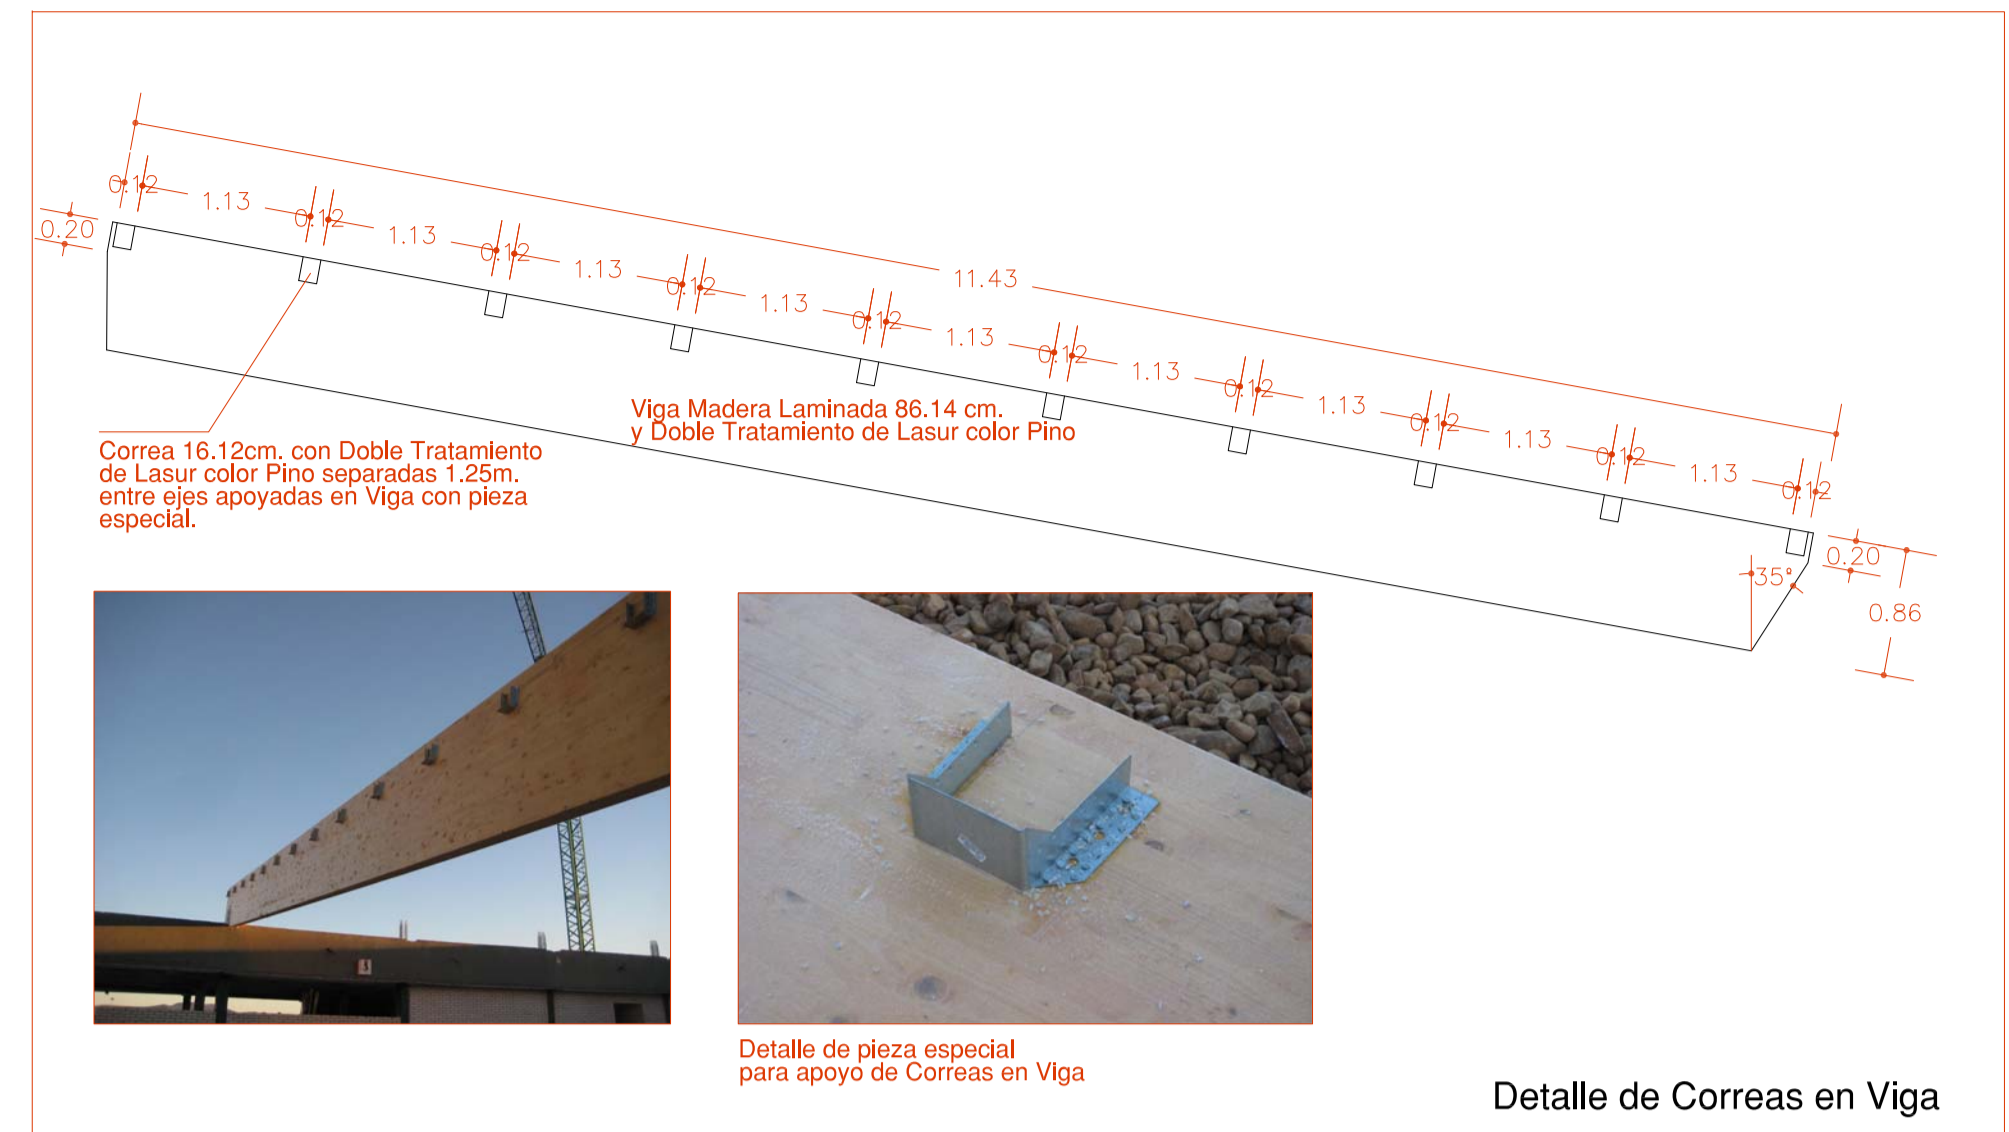 11.43
0.12
1.13
0.12
1.13
0.12
1.13
0.12
1.13
0.12
1.13
0.12
1.13
0.12
1.13
0.12
1.13
0.12
1.13
0.12
0.20
0.20
35º
0.86
Viga Madera Laminada 86.14 cm.
y Doble Tratamiento de Lasur color Pino
Correa 16.12cm. con Doble Tratamiento
de Lasur color Pino separadas 1.25m.
entre ejes apoyadas en Viga con pieza
especial.
3
Detalle de pieza especial
para apoyo de Correas en Viga
Detalle de Correas en Viga